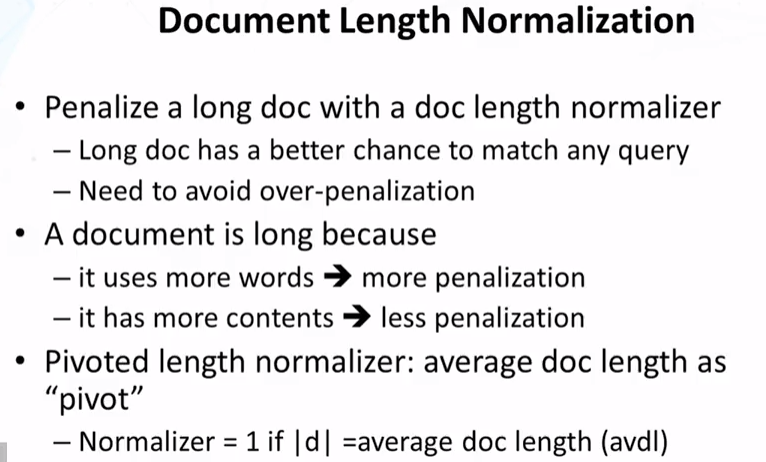 Document Length Normalization
• Penalize a long doc with a doc length normalizer
– Long doc has a better chance to match any query
– Need to avoid over-penalization
• A document is long because
– it uses more words ➔ more penalization
– it has more contents ➔ less penalization
• Pivoted length normalizer: average doc length as
“pivot”
– Normalizer = 1 if |d| =average doc length (avdl)